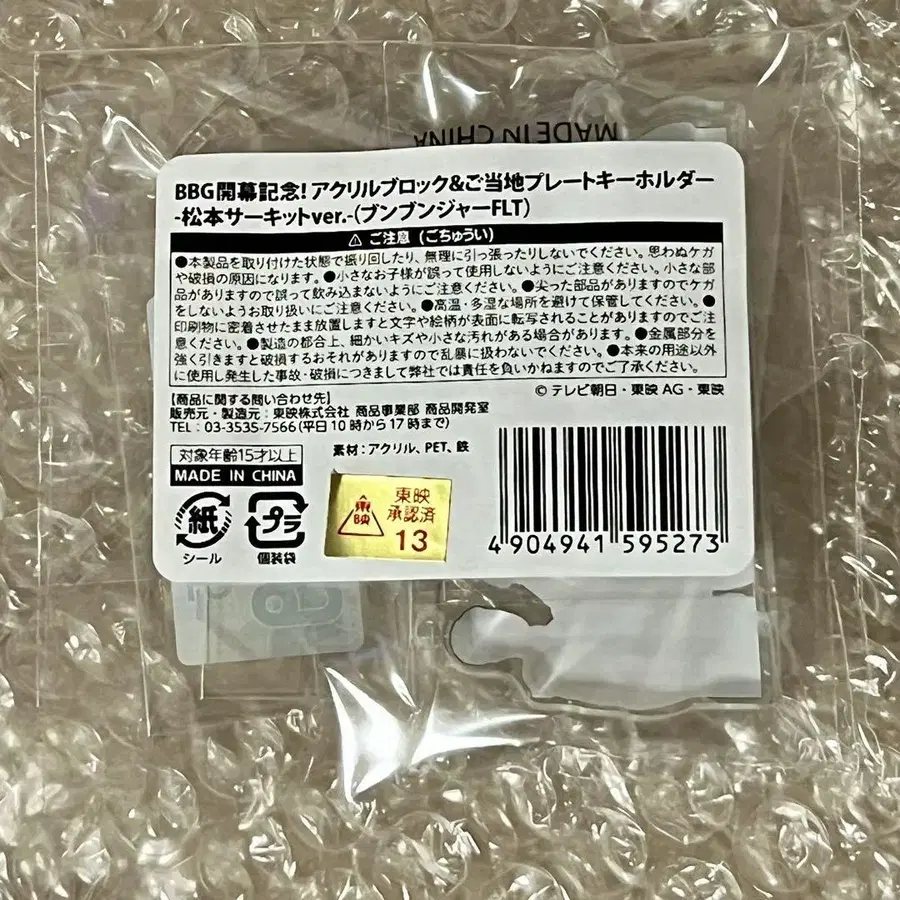 MADE IN CHINA
BBG開幕記念!アクリルブロック&ご当地プレートキーホルダー
-松本サーキットver.-(ブンブンジャーFLT)
⚠ ご注意(ごちゅうい)
●本製品を取り付けた状態で振り回したり、無理に引っ張ったりしないでください。思わぬケガ
や破損の原因になります。●小さなお子様が誤って使用しないようにご注意ください。小さな部
品がありますので誤って飲み込まないようにご注意ください。●尖った部品がありますのでケガ
をしないようお取り扱いにご注意ください。●高温・多湿な場所を避けて保管してください。●
印刷物に密着させたまま放置しますと文字や絵柄が表面に転写されることがありますのでご注
意ください。●製造の都合上、細かいキズや小さな汚れがある場合があります。●金属部分を
強く引きますと破損するおそれがありますので乱暴に扱わないでください。●本来の用途以外
に使用し発生した事故・破損につきまして弊社では責任を負いかねますのでご了承ください。
©テレビ朝日・東映AG・東映
【商品に関する問い合わせ先】
販売元・製造元:東映株式会社 商品事業部 商品開発室
TEL:03-3535-7566(平日10時から17時まで)
対象年齢15才以上
素材:アクリル、PET、鉄
MADE IN CHINA
紙
シール
プラ
個装袋
東映
東映
承認済
13
4904941 595273